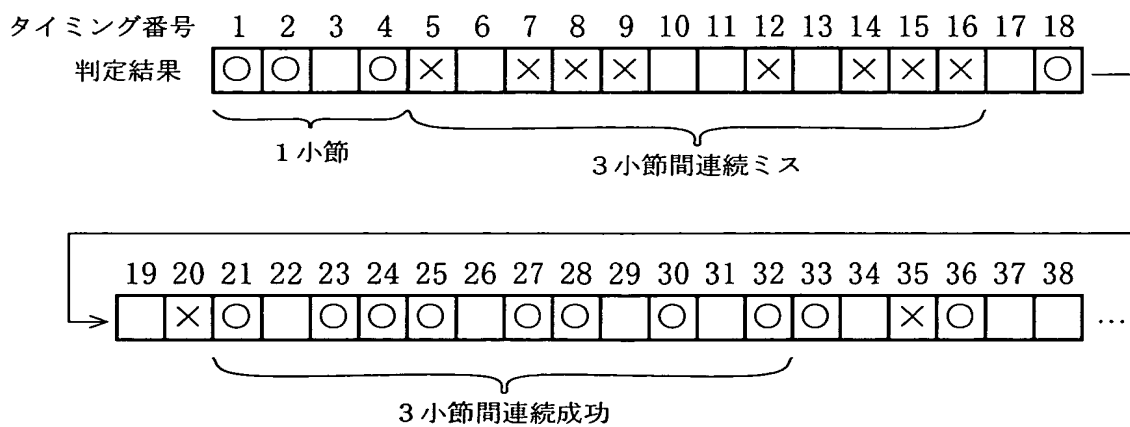 タイミング番号 1 2 3 4 5 6 7 8 9 10 11 12 13 14 15 16 17 18
判定結果 ○ ○ ○ × × × × × × × × ○
1小節
3小節間連続ミス
19 20 21 22 23 24 25 26 27 28 29 30 31 32 33 34 35 36 37 38
× ○ ○ ○ ○ ○ ○ ○ ○ ○ × ○ …
3小節間連続成功